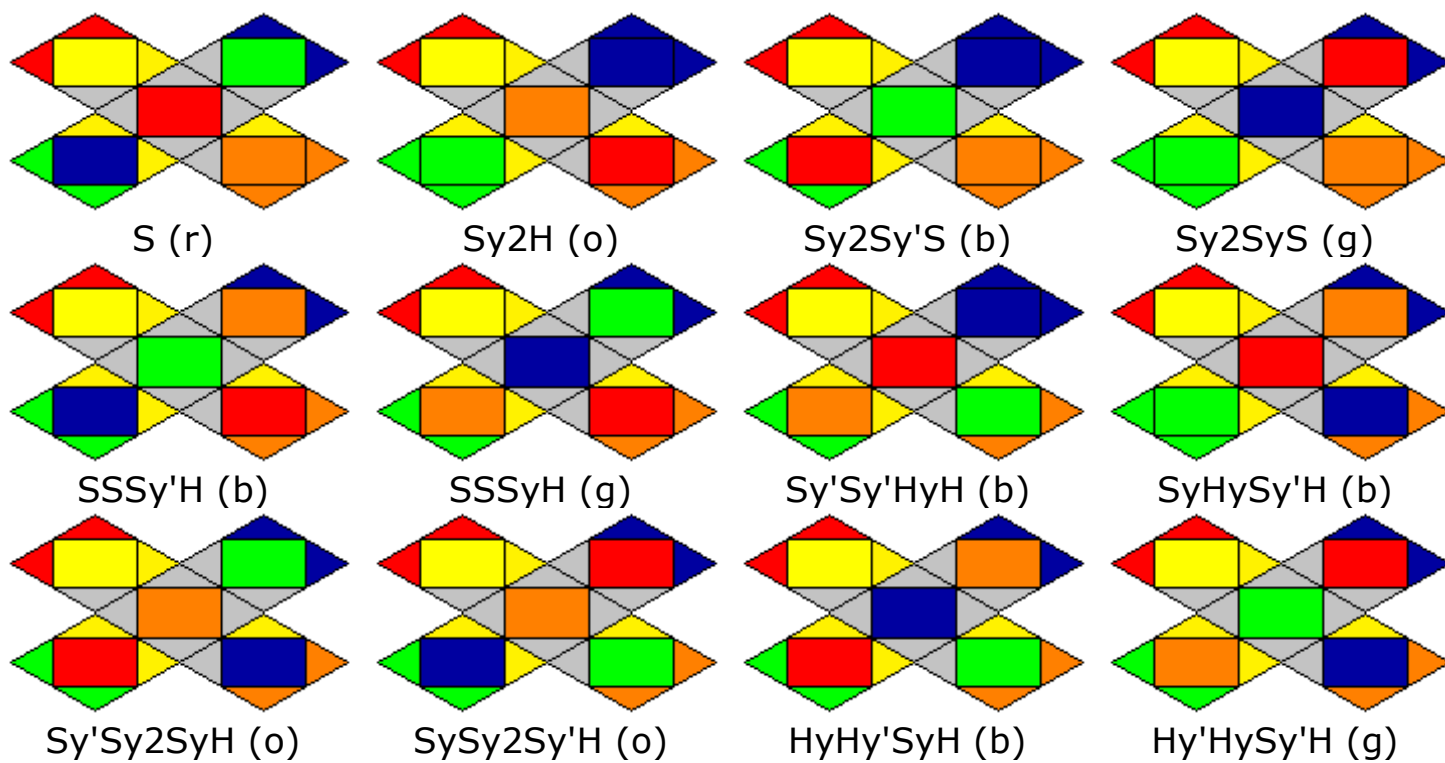 S (r) Sy2H (o) Sy2Sy'S (b) Sy2SyS (g)
SSSy'H (b) SSSyH (g) Sy'Sy'HyH (b) SyHySy'H (b)
Sy'Sy2SyH (o) SySy2Sy'H (o) HyHy'SyH (b) Hy'HySy'H (g)